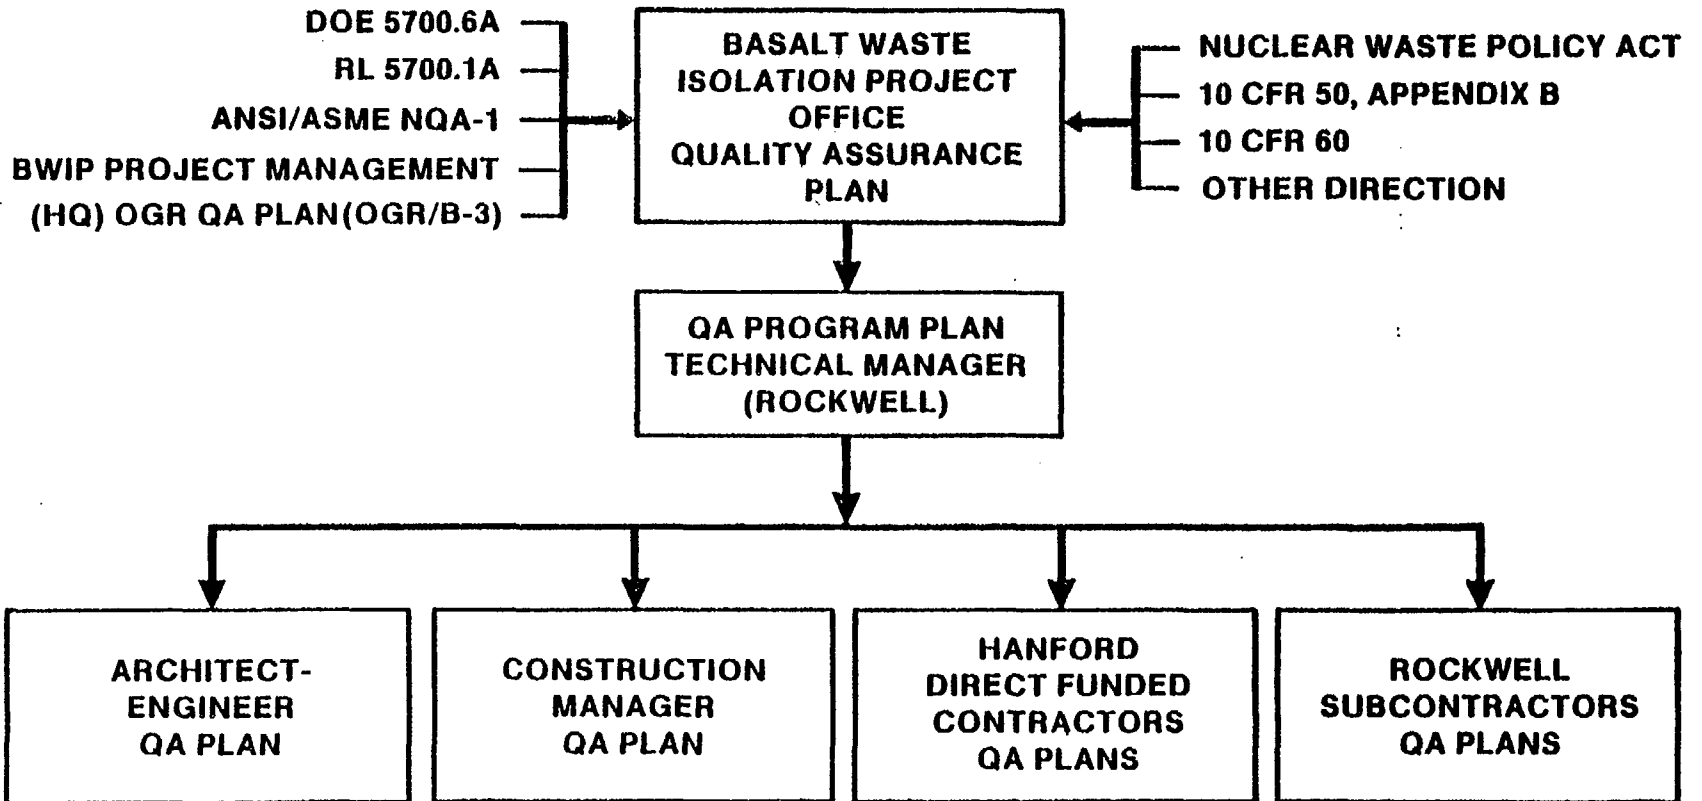 DOE 5700.6A
RL 5700.1A
ANSI/ASME NQA-1
BWIP PROJECT MANAGEMENT
(HQ) OGR QA PLAN (OGR/B-3)
BASALT WASTE
ISOLATION PROJECT
OFFICE
QUALITY ASSURANCE
PLAN
NUCLEAR WASTE POLICY ACT
10 CFR 50, APPENDIX B
10 CFR 60
OTHER DIRECTION
QA PROGRAM PLAN
TECHNICAL MANAGER
(ROCKWELL)
ARCHITECT-
ENGINEER
QA PLAN
CONSTRUCTION
MANAGER
QA PLAN
HANFORD
DIRECT FUNDED
CONTRACTORS
QA PLANS
ROCKWELL
SUBCONTRACTORS
QA PLANS